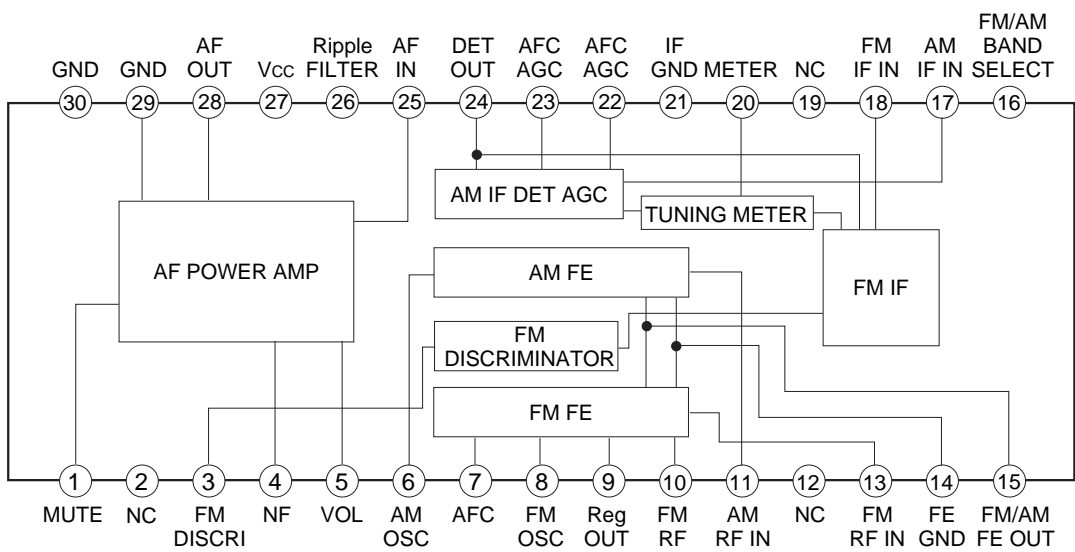 GND
GND
AF
OUT
Vcc
Ripple
FILTER
AF
IN
DET
OUT
AFC
AGC
AFC
AGC
IF
GND
METER
NC
FM
IF IN
AM
IF IN
FM/AM
BAND
SELECT
30
29
28
27
26
25
24
23
22
21
20
19
18
17
16
AM IF DET AGC
TUNING METER
AF POWER AMP
AM FE
FM IF
FM
DISCRIMINATOR
FM FE
1
2
3
4
5
6
7
8
9
10
11
12
13
14
15
MUTE
NC
FM
DISCRI
NF
VOL
AM
OSC
AFC
FM
OSC
Reg
OUT
FM
RF
AM
RF IN
NC
FM
RF IN
FE
GND
FM/AM
FE OUT